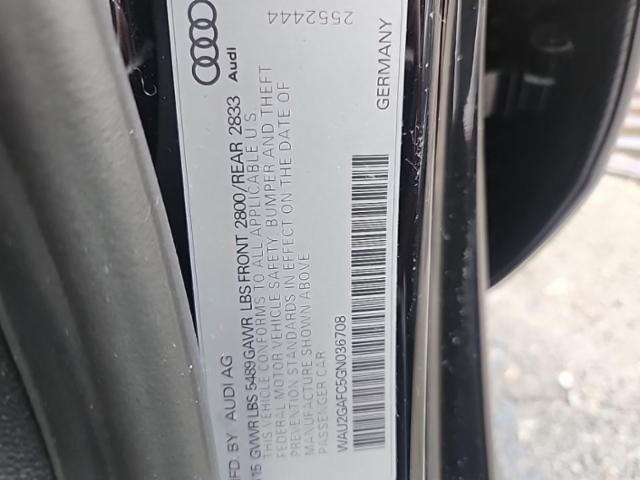 MFD. BY AUDI AG
Audi
15 GVWR LBS 5489 GAWR LBS FRONT 2800/REAR 2833
THIS VEHICLE CONFORMS TO ALL APPLICABLE U S
FEDERAL MOTOR VEHICLE SAFETY, BUMPER AND THEFT
PREVENTION STANDARDS IN EFFECT ON THE DATE OF
MANUFACTURE SHOWN ABOVE
PASSENGER CAR
WAU2GAFC5GN036708
GERMANY
2552444